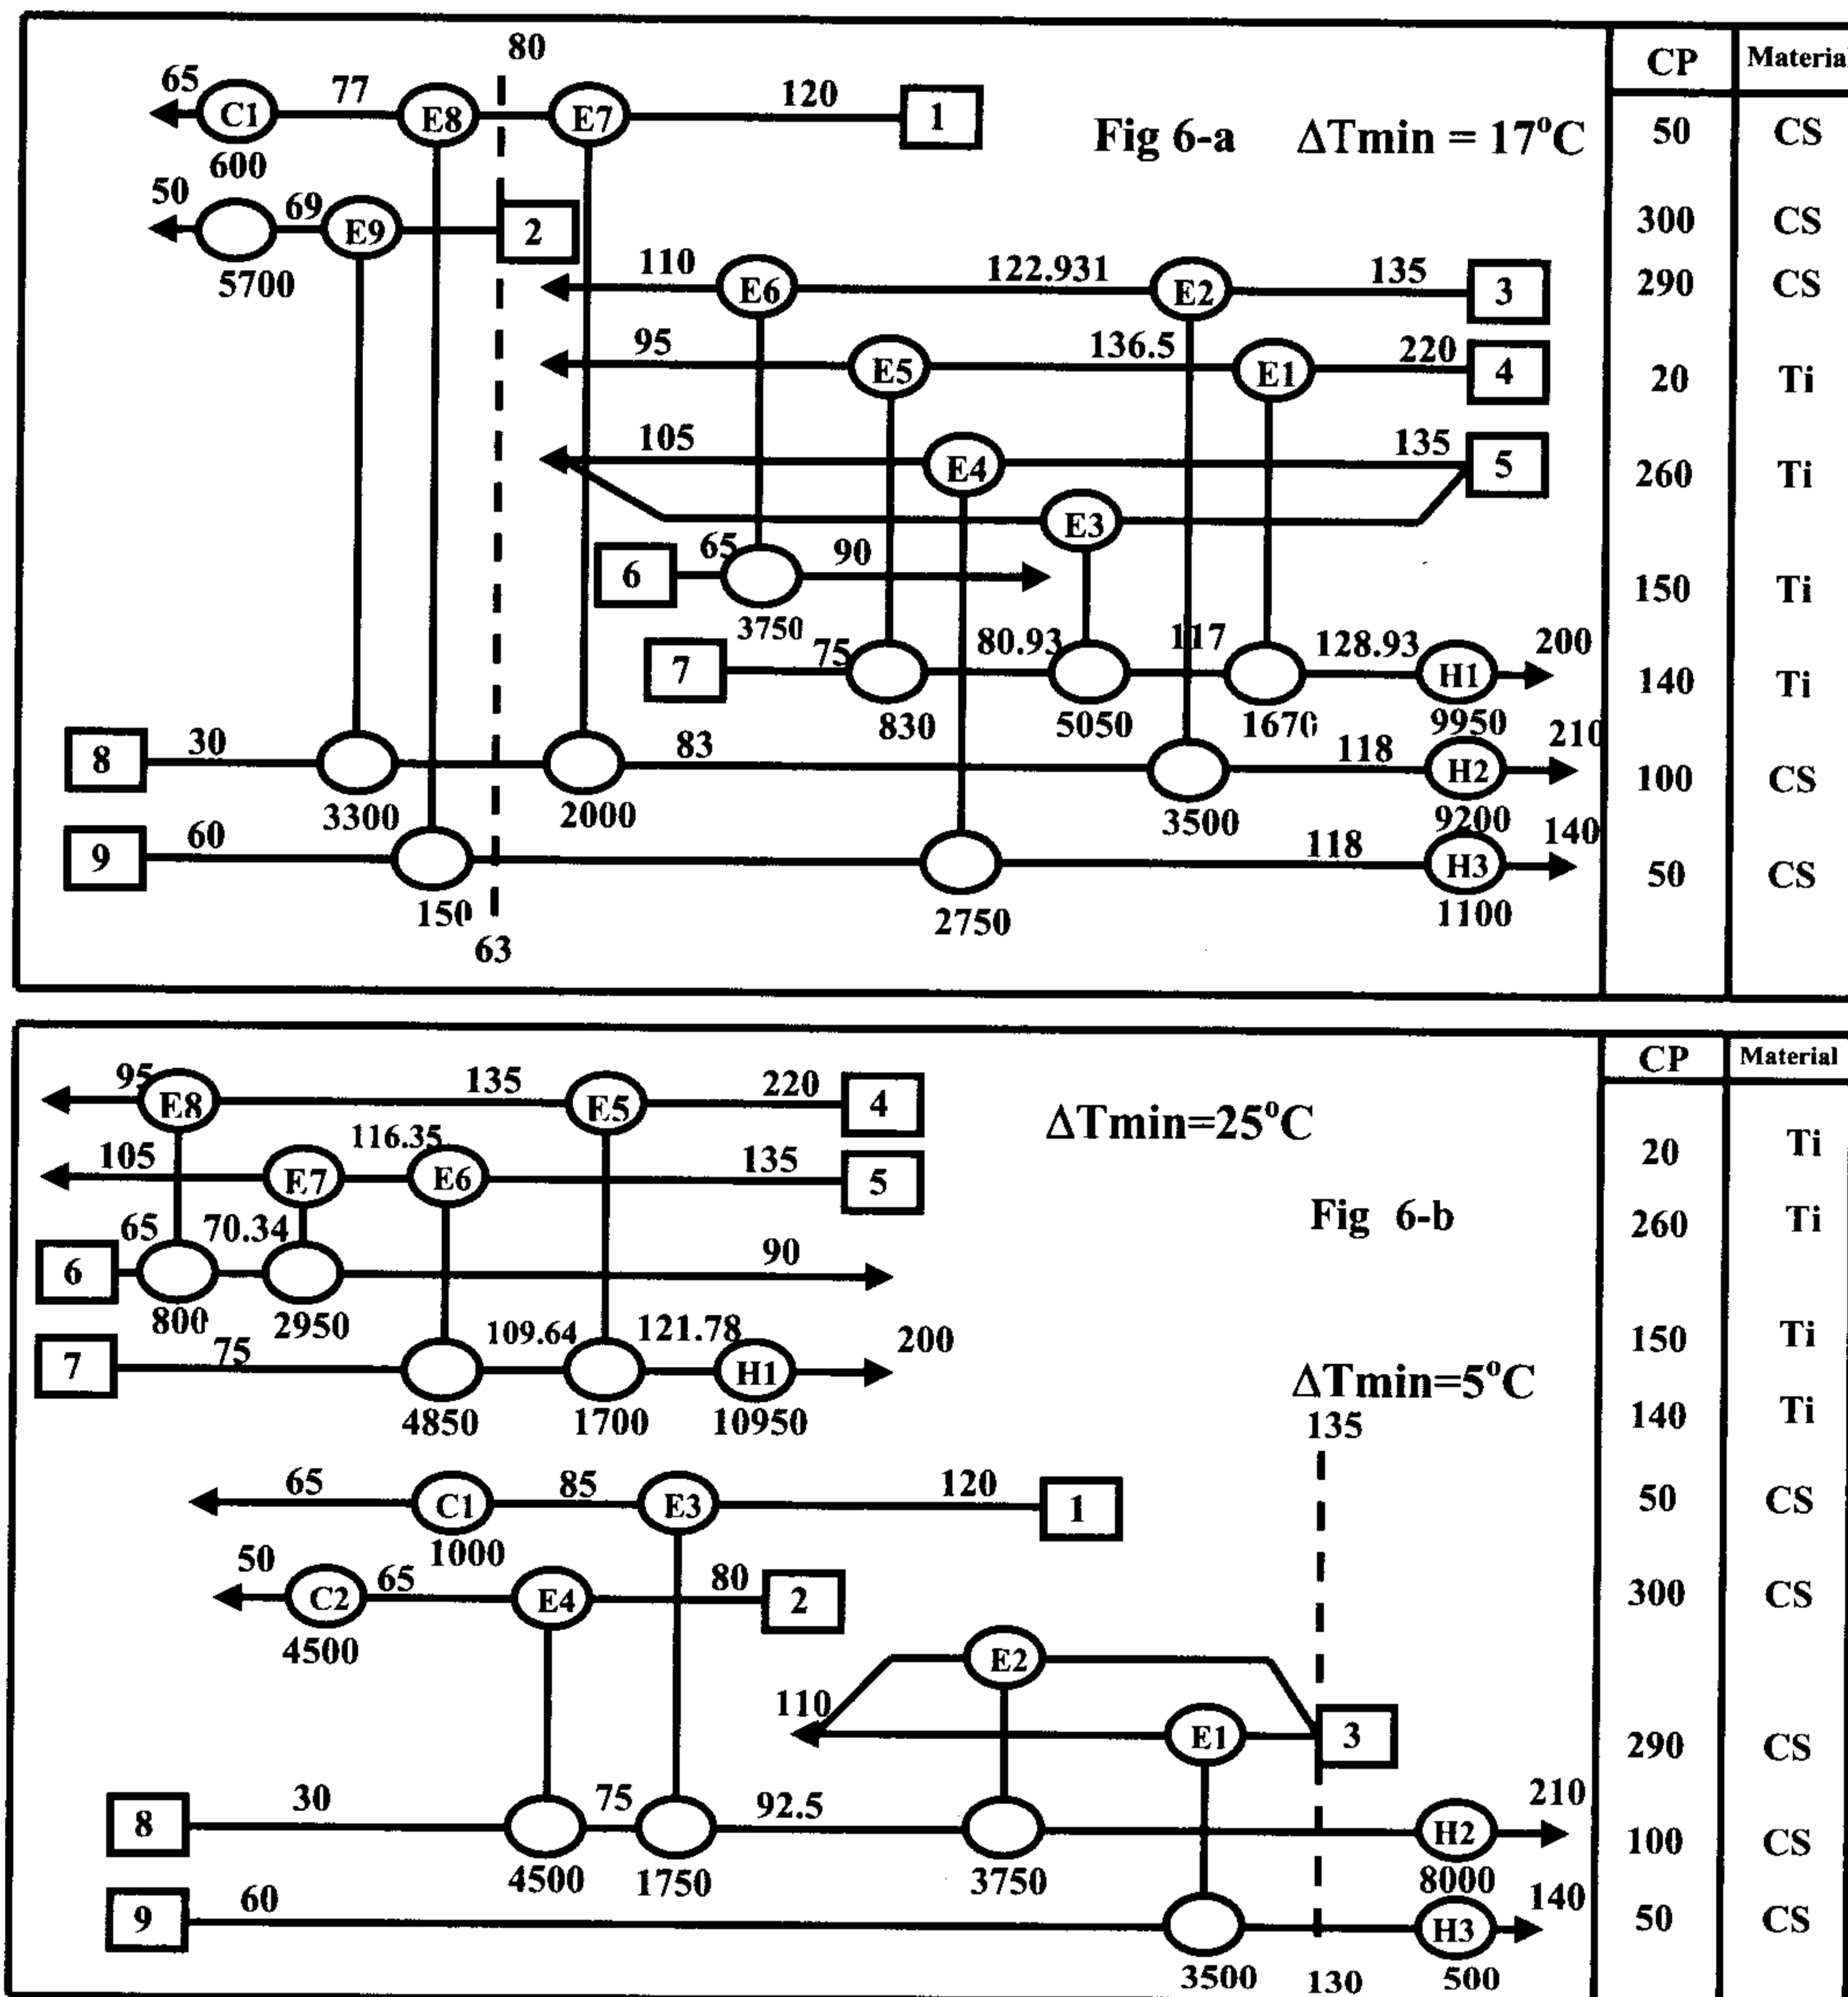 80
CP Materia
65 C1 77 E8 E7 120 1
Fig 6-a ΔTmin = 17°C
50 CS
600
50 69 E9 2
300 CS
5700
110 E6 122.931 E2 135 3
290 CS
95 E5 136.5 E1 220 4
20 Ti
105 E4 135 5
260 Ti
E3
6 65 90
150 Ti
3750
7 75 80.93 117 128.93 H1 200
140 Ti
830 5050 1670 9950
8 30 83 118 H2 210
100 CS
3300 2000 3500 9200
9 60 118 H3 140
50 CS
150 2750 1100
63
CP Material
95 E8 135 E5 220 4
ΔTmin=25°C
20 Ti
105 E7 116.35 E6 135 5
Fig 6-b
260 Ti
6 65 70.34 90
800 2950
150 Ti
7 75 109.64 121.78 H1 200
ΔTmin=5°C
4850 1700 10950
140 Ti
135
65 C1 85 E3 120 1
50 CS
1000
50 C2 65 E4 80 2
300 CS
4500
E2
110 E1 3
290 CS
8 30 75 92.5 H2 210
100 CS
4500 1750 3750 8000
9 60 H3 140
50 CS
3500 130 500